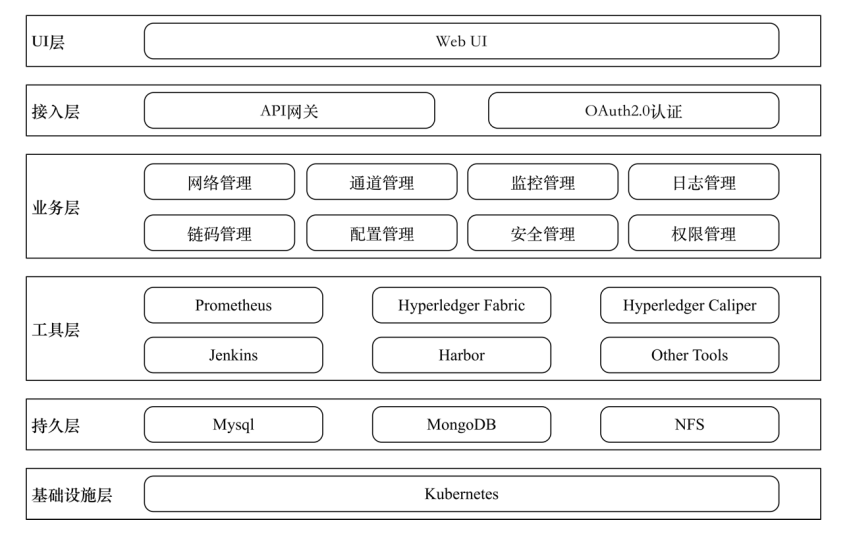 UI层
Web UI
接入层
API网关
OAuth2.0认证
业务层
网络管理
通道管理
监控管理
日志管理
链码管理
配置管理
安全管理
权限管理
工具层
Prometheus
Hyperledger Fabric
Hyperledger Caliper
Jenkins
Harbor
Other Tools
持久层
Mysql
MongoDB
NFS
基础设施层
Kubernetes